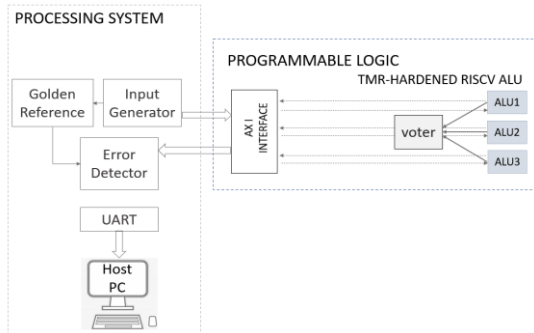 PROCESSING SYSTEM
Golden
Reference
Input
Generator
Error
Detector
UART
Host
PC
PROGRAMMABLE LOGIC
TMR-HARDENED RISCV ALU
AX I
INTERFACE
voter
ALU1
ALU2
ALU3